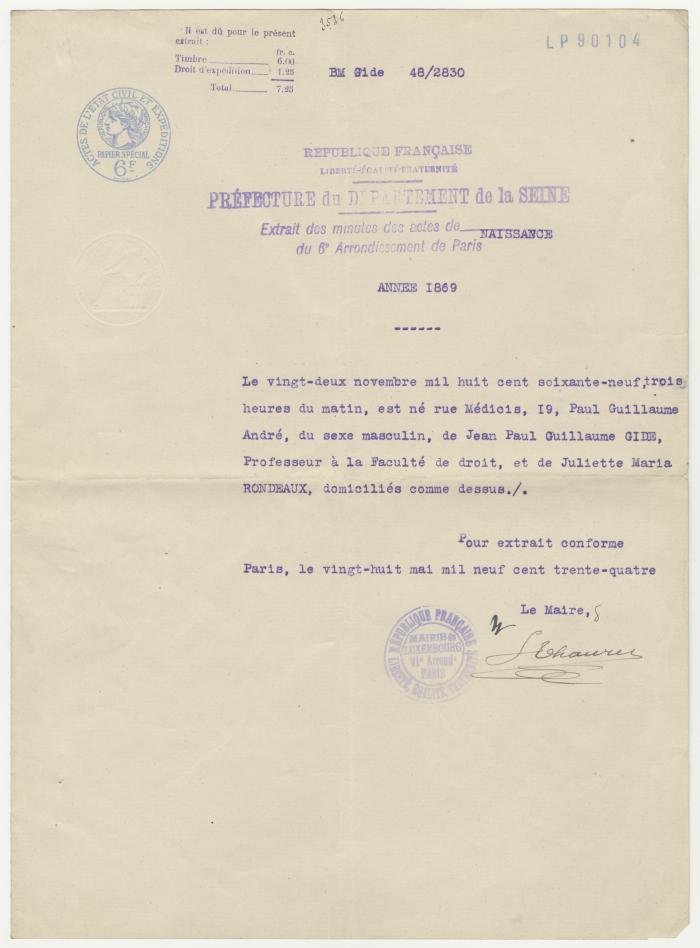 Il est dû pour le présent
extrait :
fr. c.
Timbre 6.00
Droit d'expédition 1.25
Total 7.25
LP90104
BM Gide 48/2830
ACTES DE L'ÉTAT CIVIL ET EXPÉDITIONS
PAPIER SPÉCIAL
6F
RÉPUBLIQUE FRANÇAISE
LIBERTÉ-ÉGALITÉ-FRATERNITÉ
PRÉFECTURE du DÉPARTEMENT de la SEINE
Extrait des minutes des actes de NAISSANCE
du 6e Arrondissement de Paris
ANNEE I869
------
Le vingt-deux novembre mil huit cent soixante-neuf, trois
heures du matin, est né rue Médicis, I9, Paul Guillaume
André, du sexe masculin, de Jean Paul Guillaume GIDE,
Professeur à la Faculté de droit, et de Juliette Maria
RONDEAUX, domiciliés comme dessus./.
Pour extrait conforme
Paris, le vingt-huit mai mil neuf cent trente-quatre
Le Maire,
RÉPUBLIQUE FRANÇAISE
MAIRIE du
LUXEMBOURG
VIe Arrondt
PARIS
LIBERTÉ, ÉGALITÉ, FRATERNITÉ